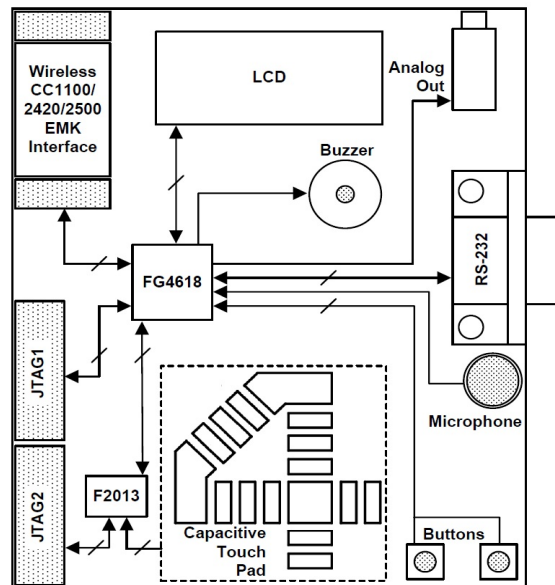 Wireless
CC1100/
2420/2500
EMK
Interface
LCD
Analog
Out
Buzzer
FG4618
RS-232
JTAG1
Microphone
JTAG2
F2013
Capacitive
Touch
Pad
Buttons